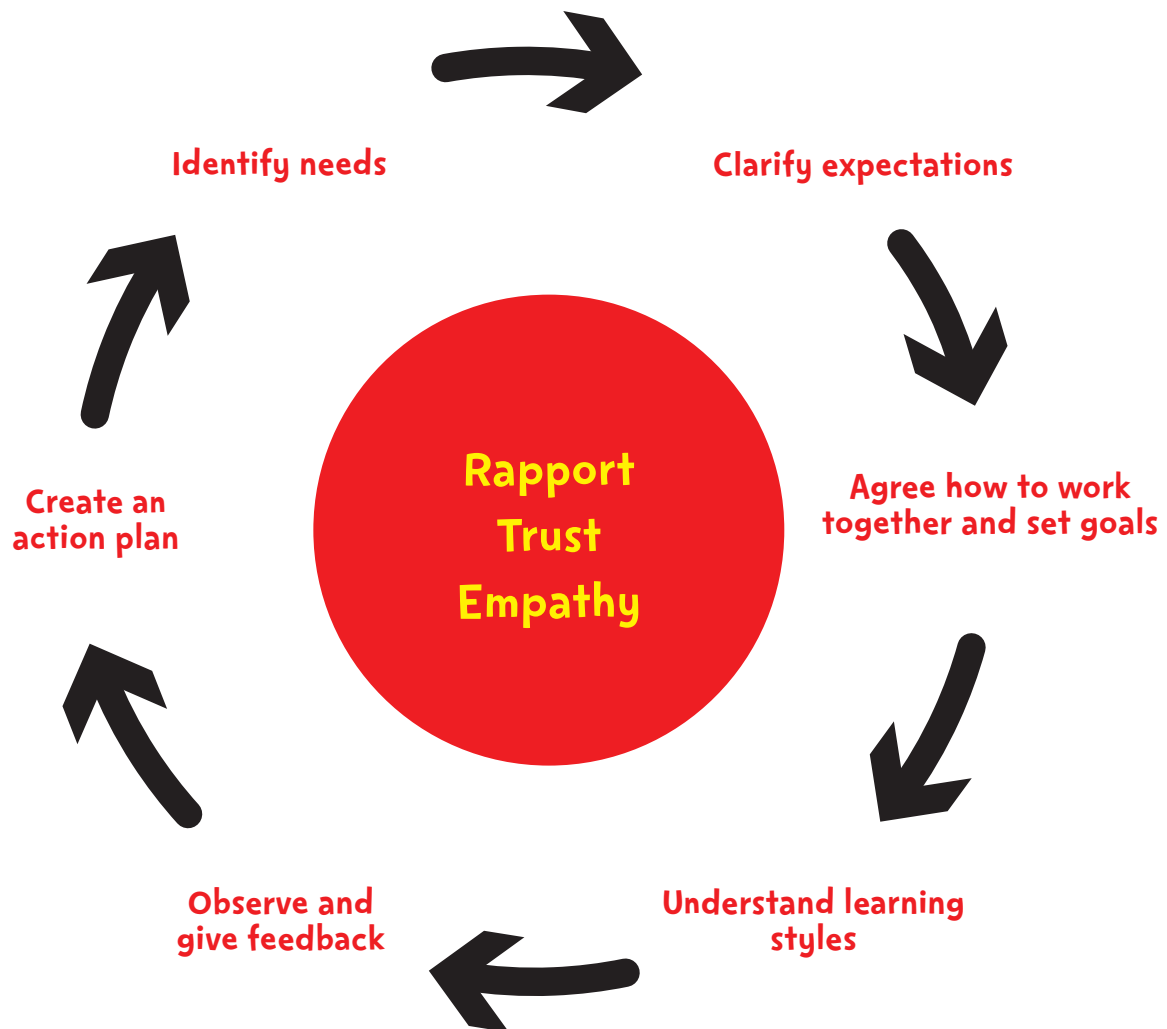 Identify needs
Clarify expectations
Agree how to work
together and set goals
Understand learning
styles
Observe and
give feedback
Create an
action plan
Rapport
Trust
Empathy